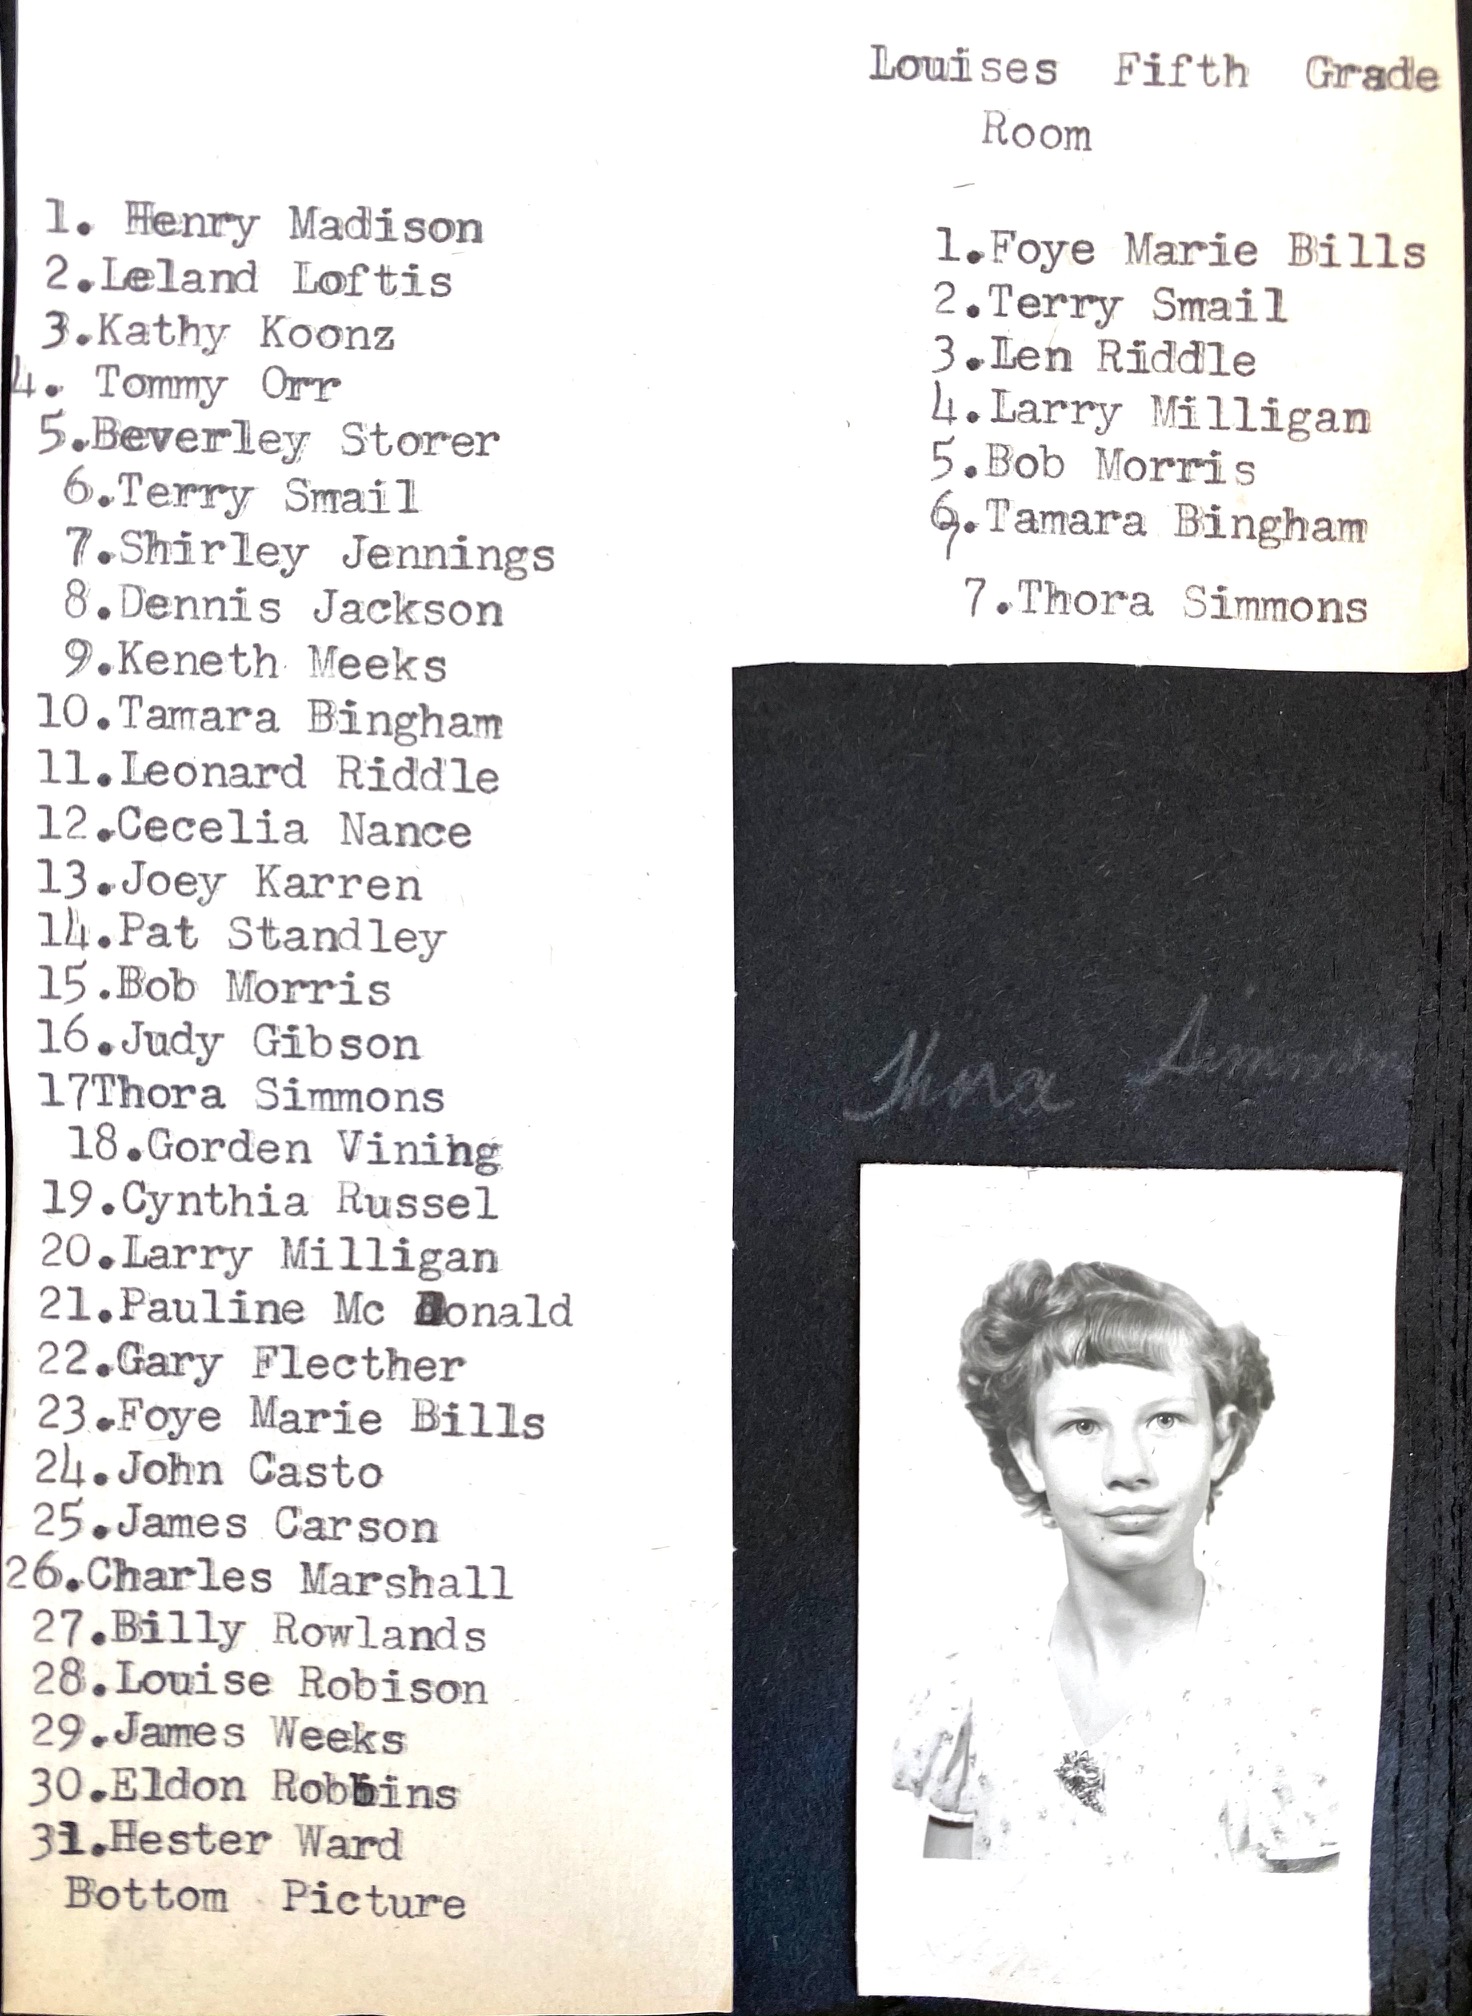 Louises Fifth Grade
Room
1. Henry Madison
2.Leland Loftis
3.Kathy Koonz
4. Tommy Orr
5.Beverley Storer
6.Terry Smail
7.Shirley Jennings
8.Dennis Jackson
9.Keneth Meeks
10.Tamara Bingham
11.Leonard Riddle
12.Cecelia Nance
13.Joey Karren
14.Pat Standley
15.Bob Morris
16.Judy Gibson
17Thora Simmons
18.Gorden Vining
19.Cynthia Russel
20.Larry Milligan
21.Pauline Mc Donald
22.Gary Flecther
23.Foye Marie Bills
24.John Casto
25.James Carson
26.Charles Marshall
27.Billy Rowlands
28.Louise Robison
29.James Weeks
30.Eldon Robbins
31.Hester Ward
Bottom Picture
1.Foye Marie Bills
2.Terry Smail
3.Len Riddle
4.Larry Milligan
5.Bob Morris
6.Tamara Bingham
7.Thora Simmons
Thora Simmons